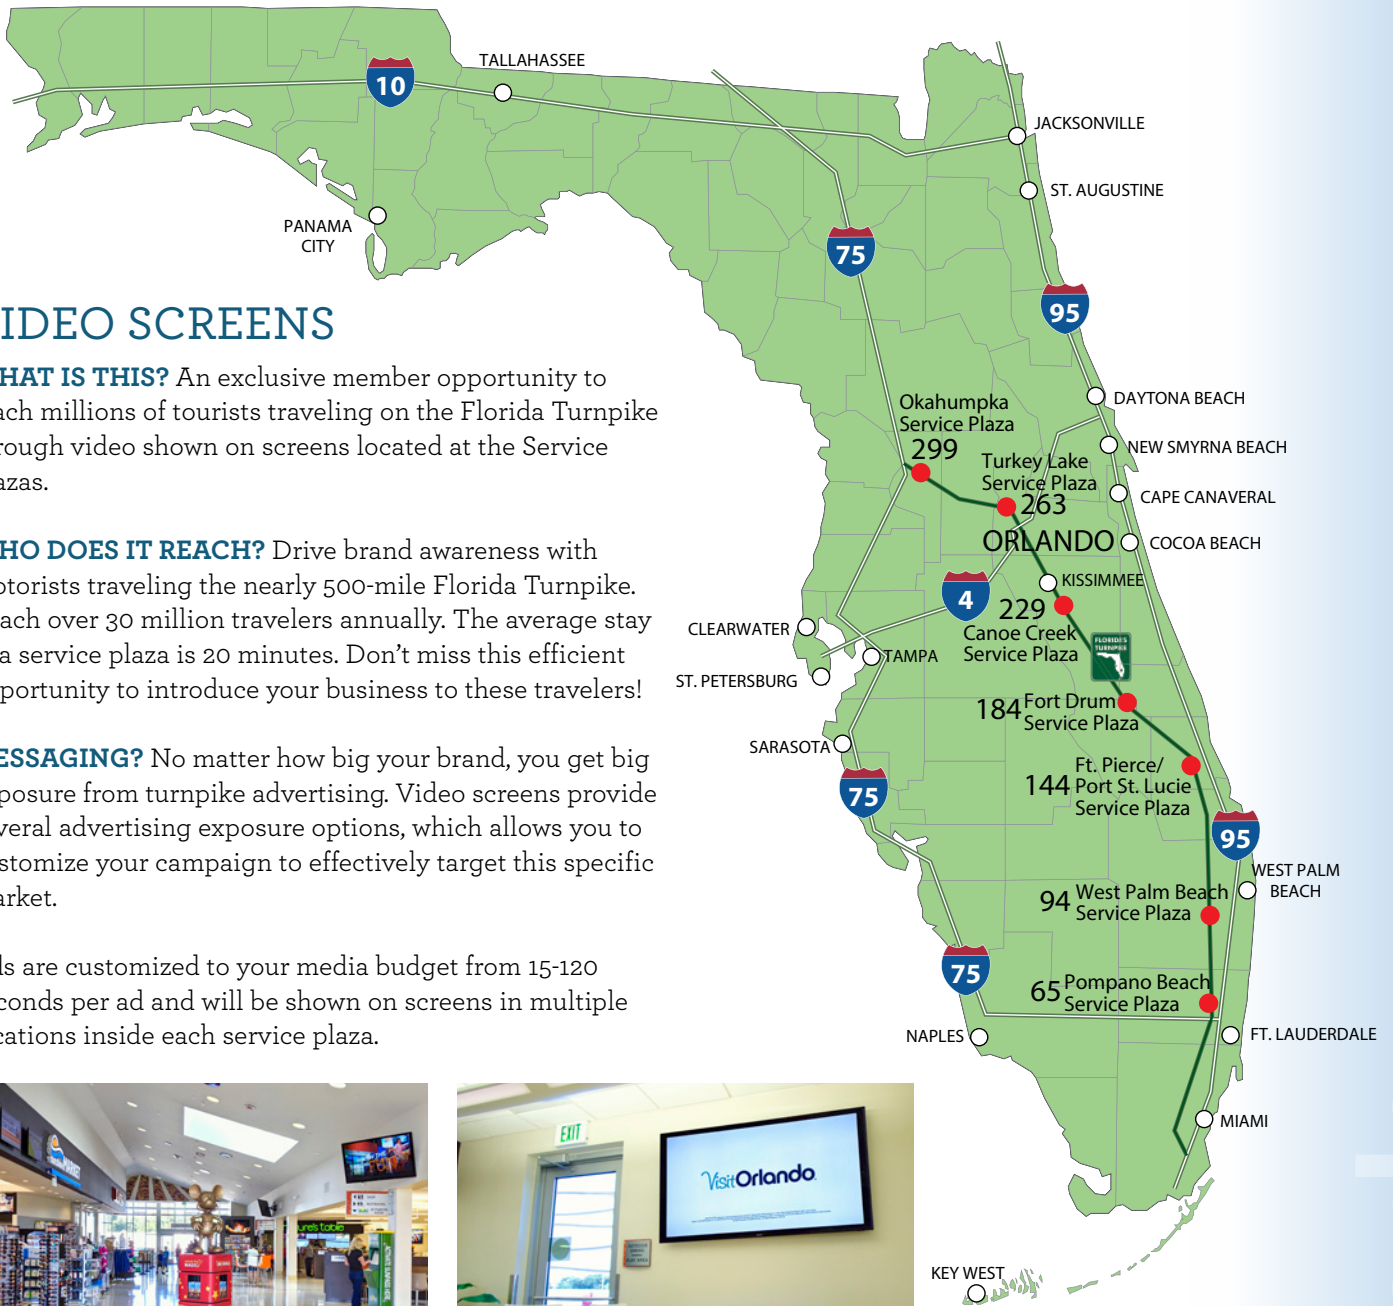 10
TALLAHASSEE
JACKSONVILLE
ST. AUGUSTINE
PANAMA
CITY
75
95
IDEO SCREENS
HAT IS THIS? An exclusive member opportunity to
ach millions of tourists traveling on the Florida Turnpike
rough video shown on screens located at the Service
azas.
HO DOES IT REACH? Drive brand awareness with
otorists traveling the nearly 500-mile Florida Turnpike.
ach over 30 million travelers annually. The average stay
a service plaza is 20 minutes. Don't miss this efficient
portunity to introduce your business to these travelers!
ESSAGING? No matter how big your brand, you get big
posure from turnpike advertising. Video screens provide
veral advertising exposure options, which allows you to
stomize your campaign to effectively target this specific
arket.
ls are customized to your media budget from 15-120
conds per ad and will be shown on screens in multiple
cations inside each service plaza.
DAYTONA BEACH
Okahumpka
Service Plaza
299
NEW SMYRNA BEACH
Turkey Lake
Service Plaza
263
CAPE CANAVERAL
ORLANDO
COCOA BEACH
KISSIMMEE
4
229
Canoe Creek
Service Plaza
CLEARWATER
TAMPA
ST. PETERSBURG
FLORIDA'S
TURNPIKE
184
Fort Drum
Service Plaza
SARASOTA
75
144
Ft. Pierce/
Port St. Lucie
Service Plaza
95
WEST PALM
BEACH
94
West Palm Beach
Service Plaza
75
65
Pompano Beach
Service Plaza
NAPLES
FT. LAUDERDALE
MIAMI
KEY WEST
MARKET
ure's table
EXIT
VisitOrlando